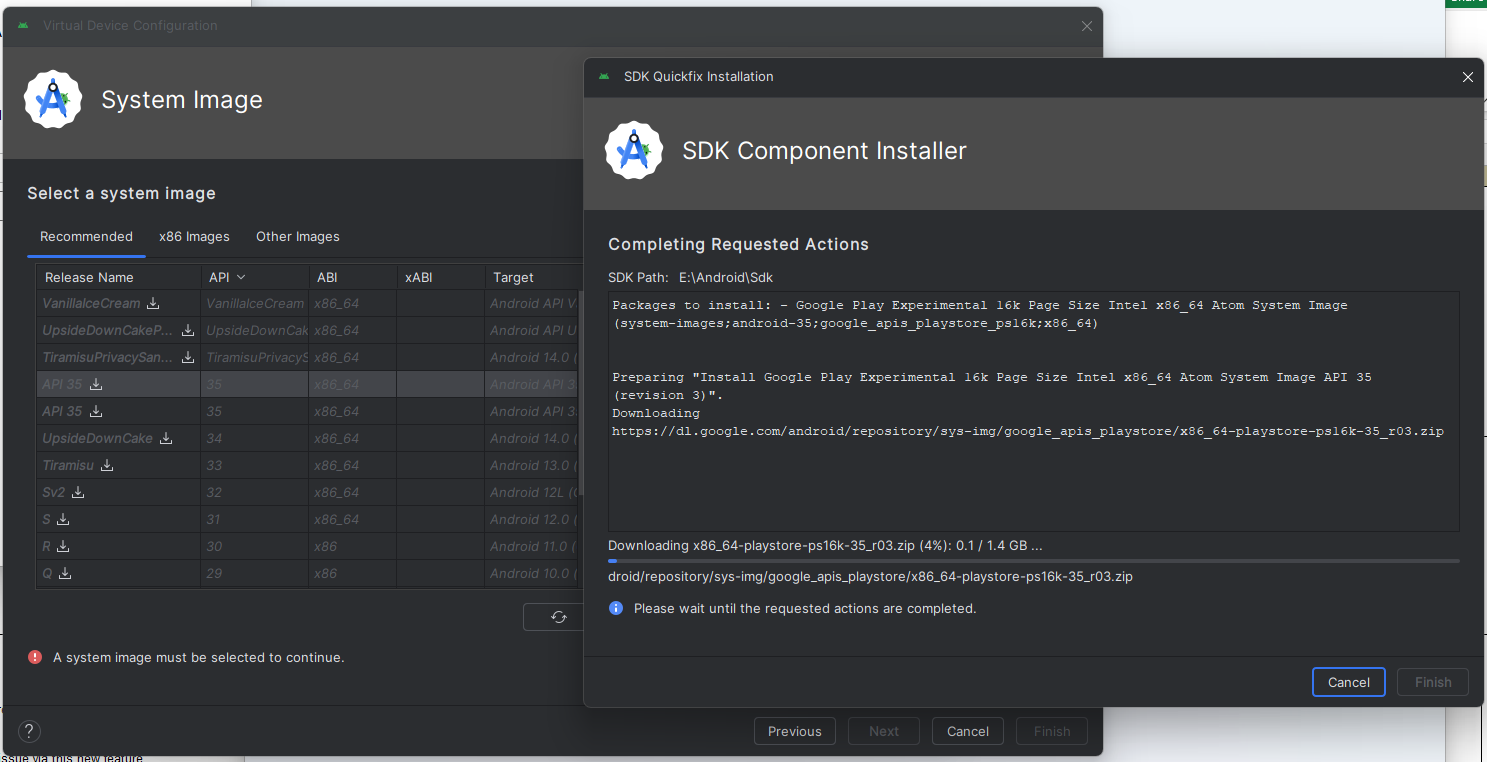 Virtual Device Configuration
System Image
Select a system image
Recommended x86 Images Other Images
Release Name API ABI xABI Target
VanillaIceCream VanillaIceCream x86_64 Android API V
UpsideDownCakeP... UpsideDownCak x86_64 Android API U
TiramisuPrivacySan... TiramisuPrivacyS x86_64 Android 14.0 (
API 35 35 x86_64 Android API 3
API 35 35 x86_64 Android API 35
UpsideDownCake 34 x86_64 Android 14.0 (
Tiramisu 33 x86_64 Android 13.0 (
Sv2 32 x86_64 Android 12L (
S 31 x86_64 Android 12.0 (
R 30 x86 Android 11.0 (
Q 29 x86 Android 10.0 (
A system image must be selected to continue.
?
Previous Next Cancel Finish
ssue via this new feature
SDK Quickfix Installation
SDK Component Installer
Completing Requested Actions
SDK Path: E:\Android\Sdk
Packages to install: - Google Play Experimental 16k Page Size Intel x86_64 Atom System Image
(system-images;android-35;google_apis_playstore_ps16k;x86_64)
Preparing "Install Google Play Experimental 16k Page Size Intel x86_64 Atom System Image API 35
(revision 3)".
Downloading
https://dl.google.com/android/repository/sys-img/google_apis_playstore/x86_64-playstore-ps16k-35_r03.zip
Downloading x86_64-playstore-ps16k-35_r03.zip (4%): 0.1 / 1.4 GB ...
droid/repository/sys-img/google_apis_playstore/x86_64-playstore-ps16k-35_r03.zip
Please wait until the requested actions are completed.
Cancel Finish